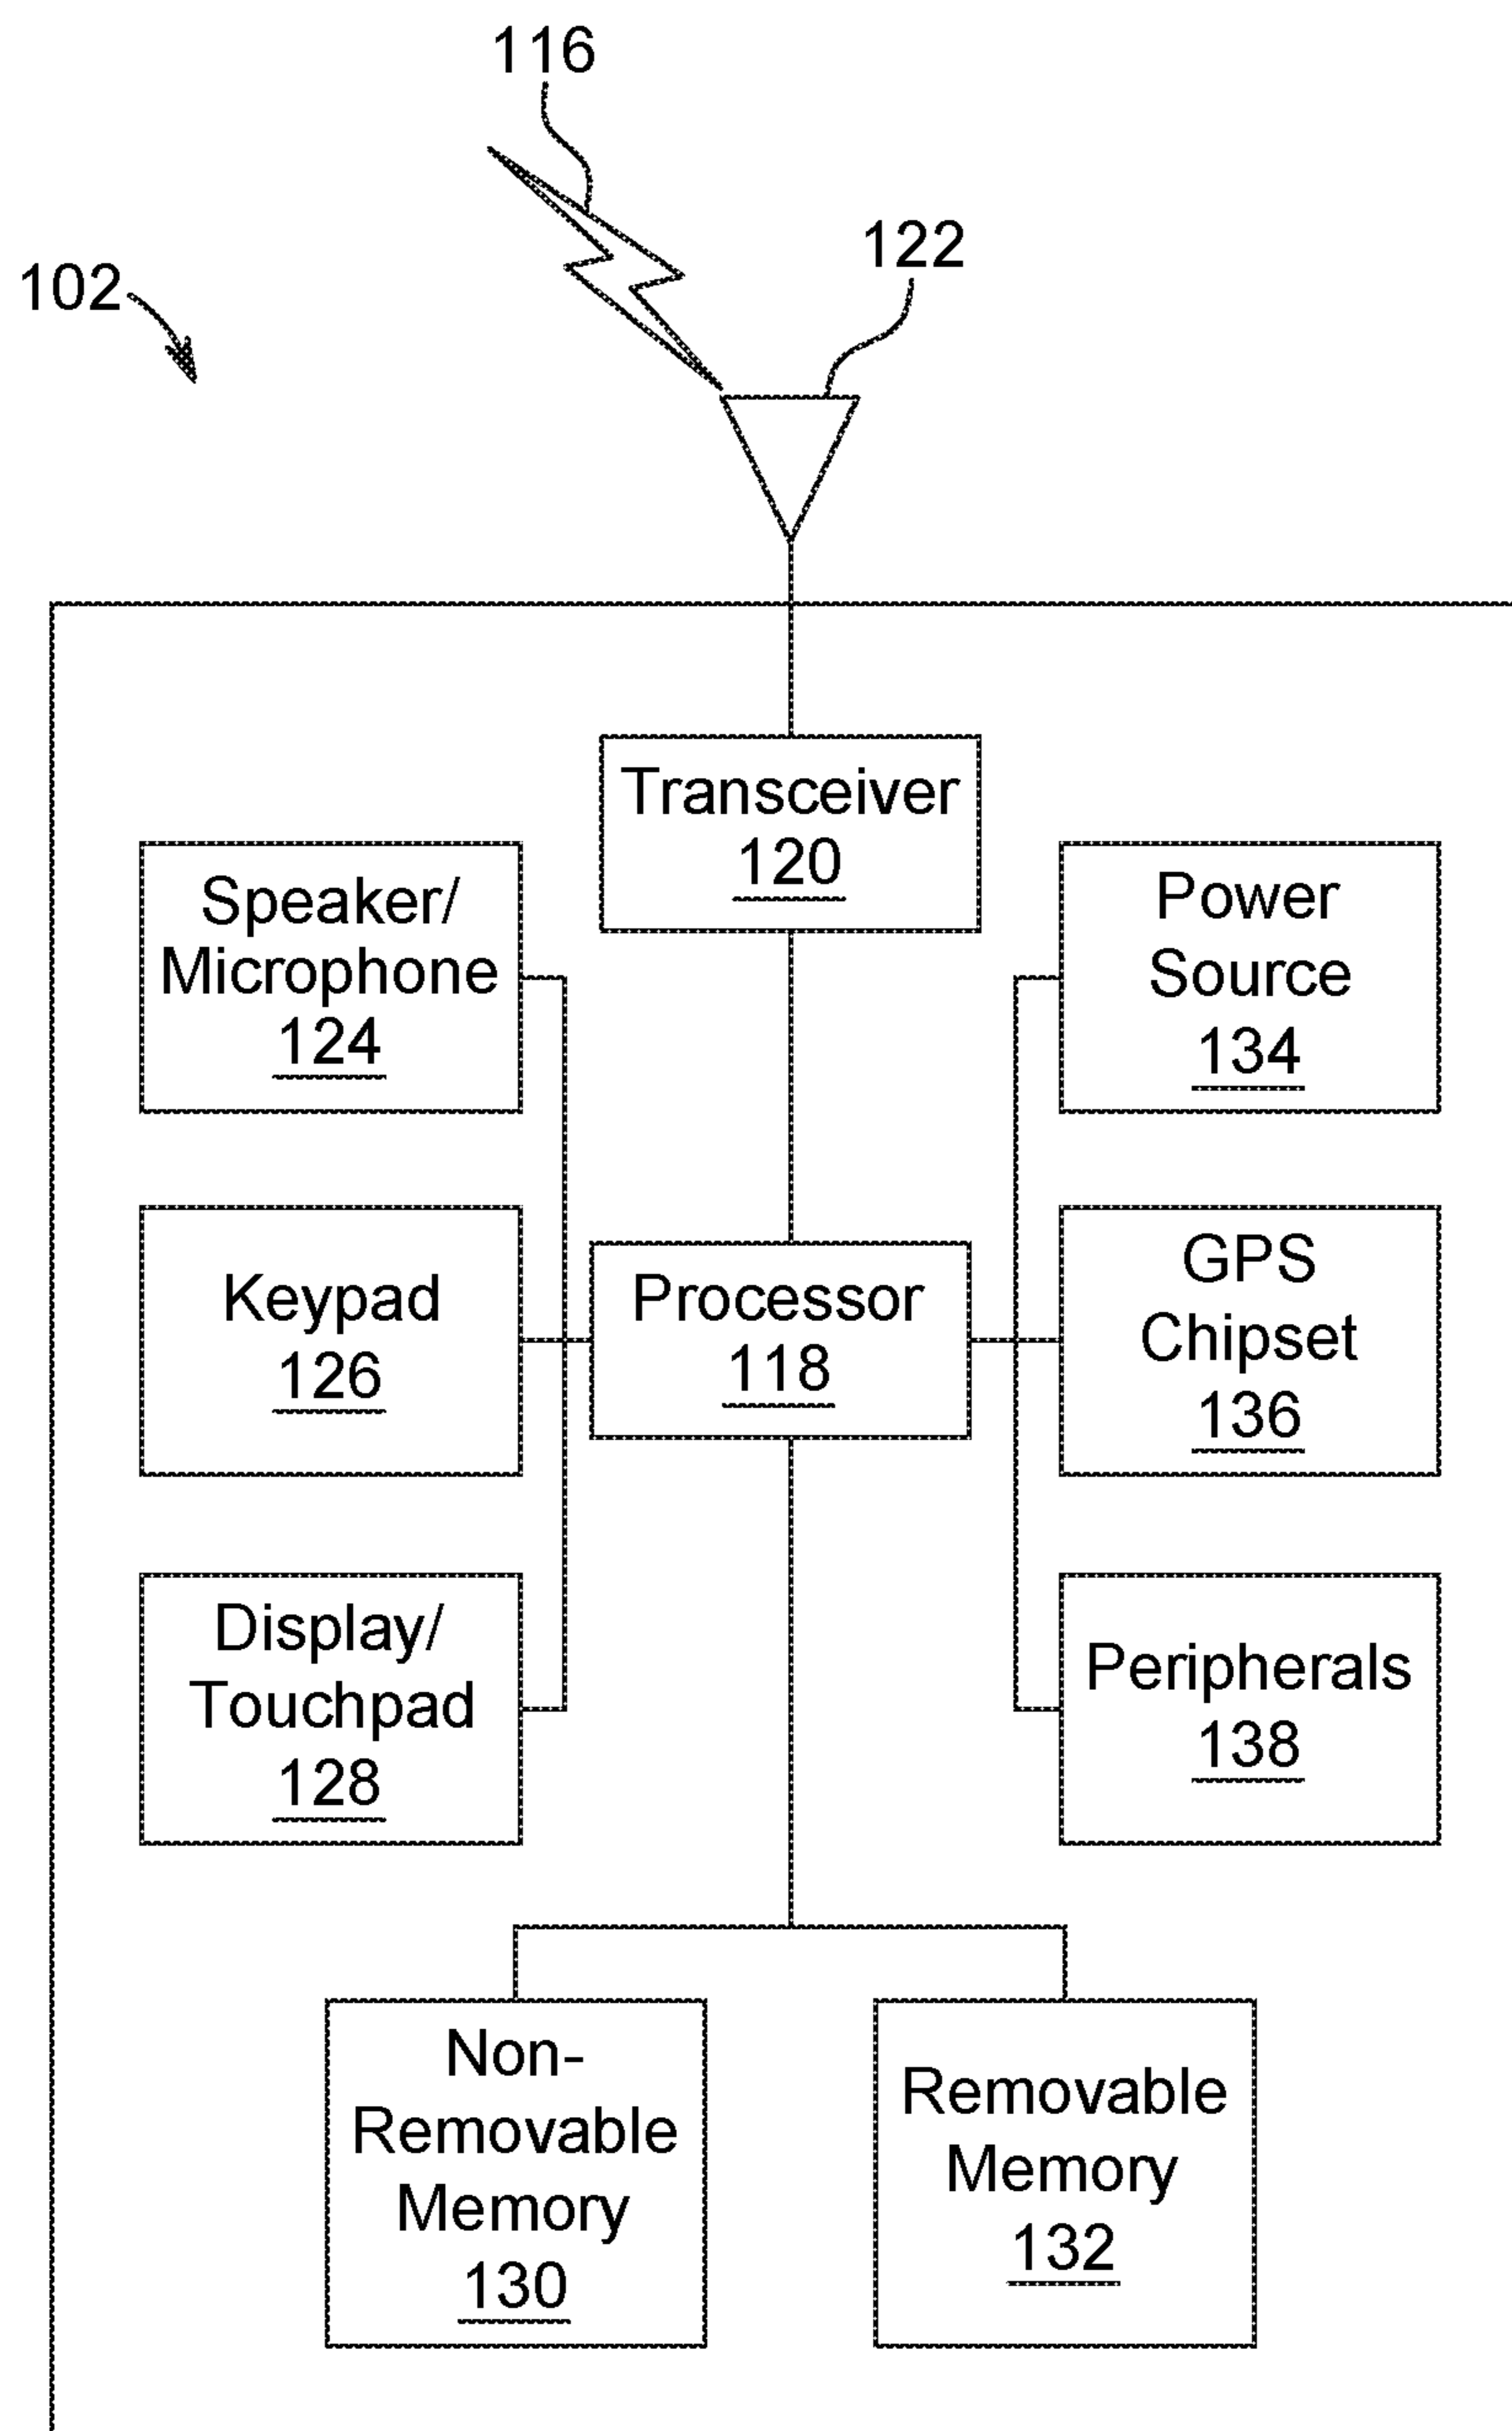 116
122
102
Transceiver
120
Speaker/
Microphone
124
Power
Source
134
Keypad
126
Processor
118
GPS
Chipset
136
Display/
Touchpad
128
Peripherals
138
Non-
Removable
Memory
130
Removable
Memory
132